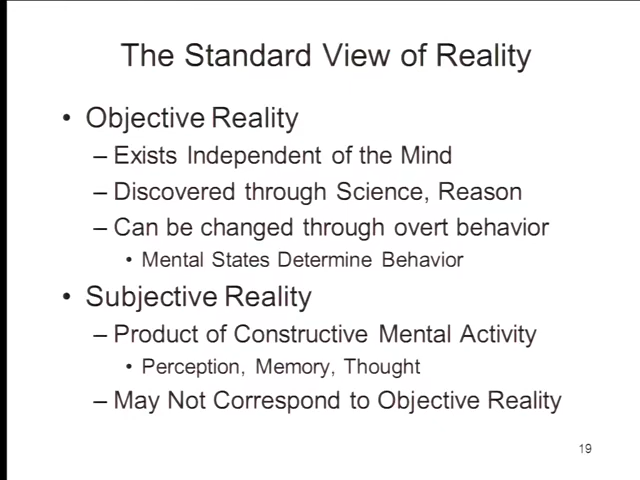 The Standard View of Reality
• Objective Reality
– Exists Independent of the Mind
– Discovered through Science, Reason
– Can be changed through overt behavior
• Mental States Determine Behavior
• Subjective Reality
– Product of Constructive Mental Activity
• Perception, Memory, Thought
– May Not Correspond to Objective Reality
19